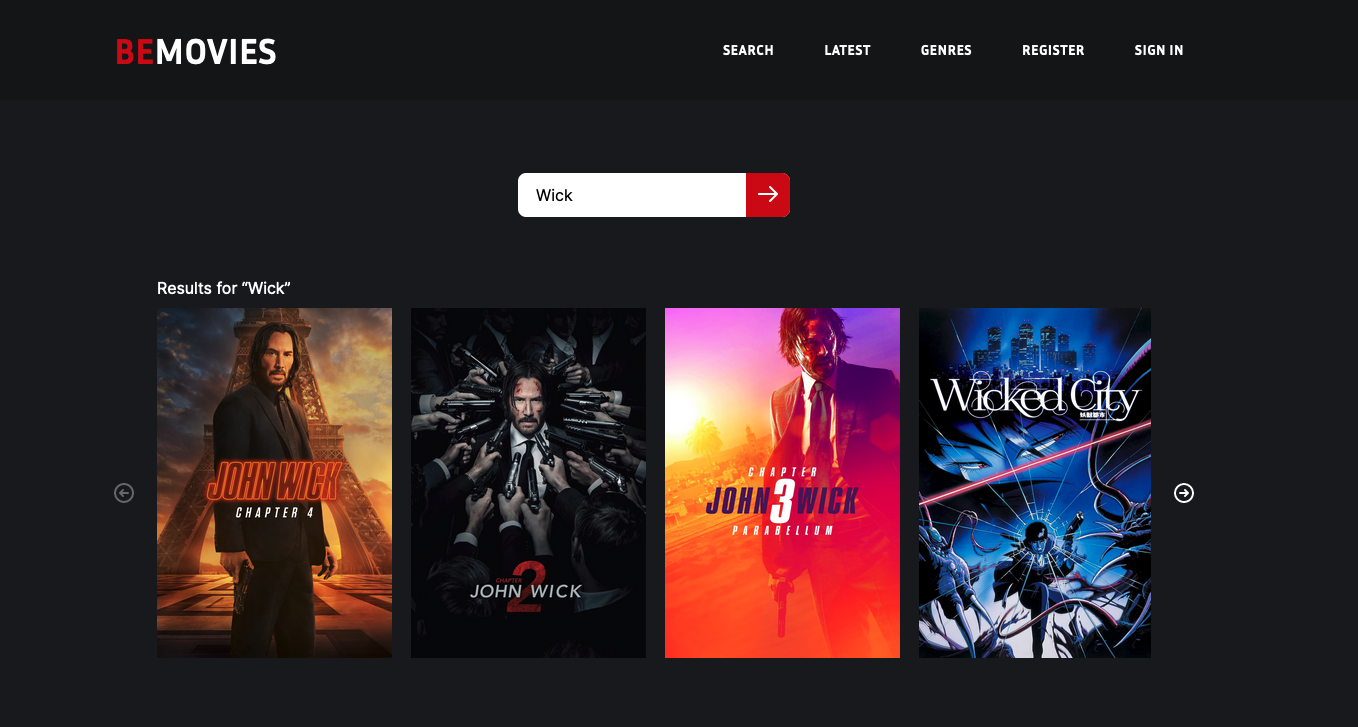 BEMOVIES
SEARCH LATEST GENRES REGISTER SIGN IN
Wick
Results for “Wick”
JOHN WICK
CHAPTER 4
CHAPTER
2
JOHN WICK
CHAPTER
JOHN 3 WICK
PARABELLUM
Wicked City
妖獣都市